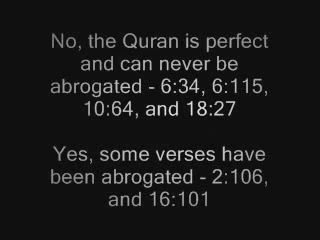 No, the Quran is perfect
and can never be
abrogated - 6:34, 6:115,
10:64, and 18:27
Yes, some verses have
been abrogated - 2:106,
and 16:101